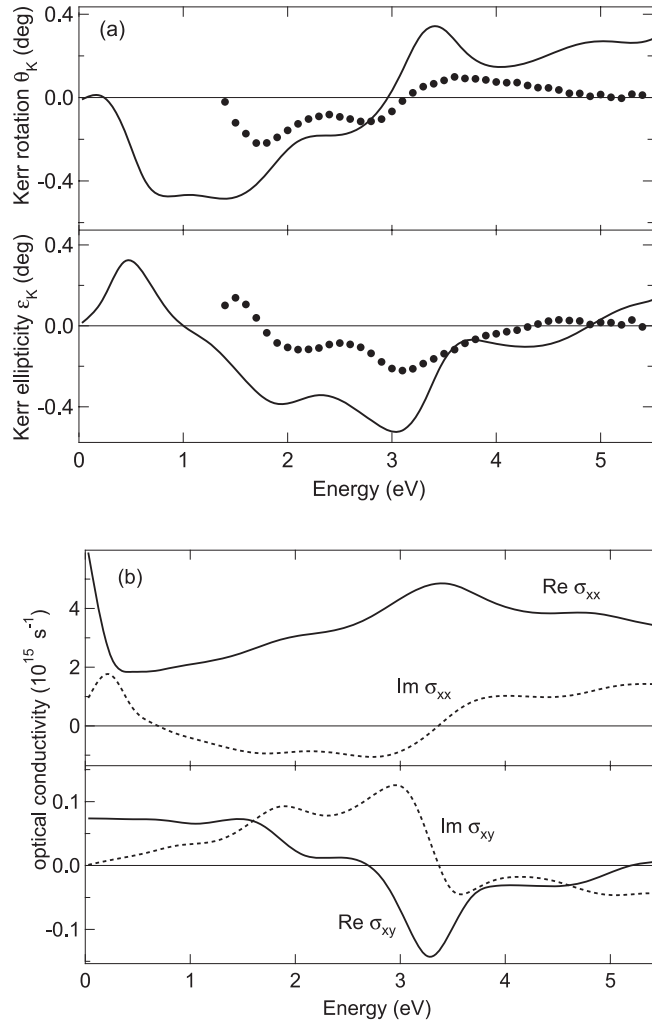 (a)
Kerr rotation θK (deg)
0.4
0.0
-0.4
Kerr ellipticity εK (deg)
0.4
0.0
-0.4
0 1 2 3 4 5
Energy (eV)
(b)
optical conductivity (10¹⁵ s⁻¹)
4
2
0
Re σxx
Im σxx
0.1
0.0
-0.1
Im σxy
Re σxy
0 1 2 3 4 5
Energy (eV)